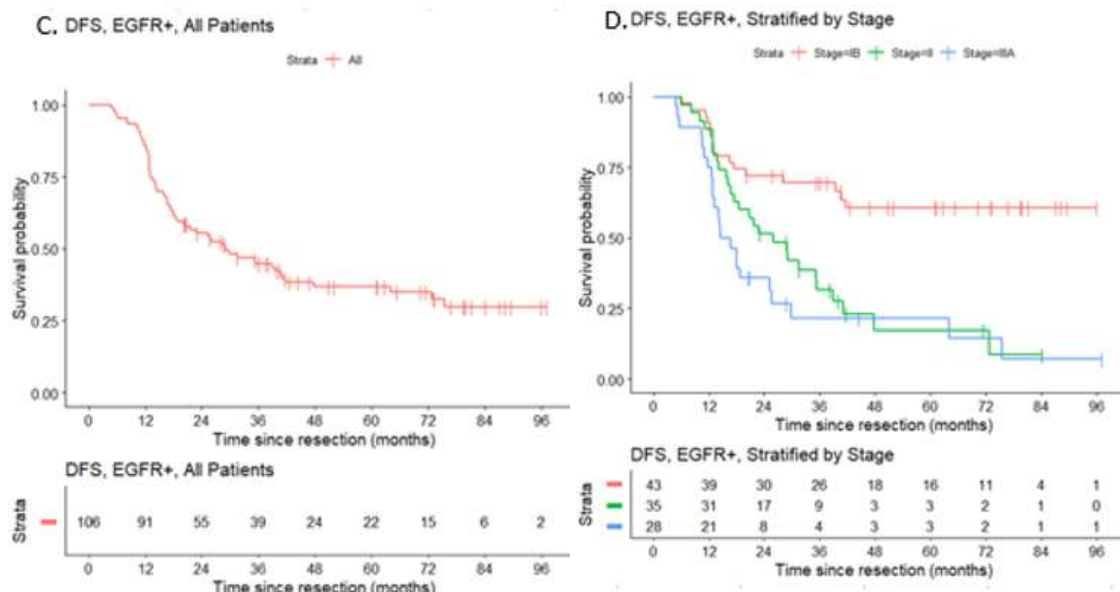 C. DFS, EGFR+, All Patients
Strata All
Survival probability
1.00
0.75
0.50
0.25
0.00
0 12 24 36 48 60 72 84 96
Time since resection (months)
DFS, EGFR+, All Patients
Strata
106 91 55 39 24 22 15 6 2
0 12 24 36 48 60 72 84 96
Time since resection (months)
D. DFS, EGFR+, Stratified by Stage
Strata Stage=IB Stage=II Stage=IIIA
Survival probability
1.00
0.75
0.50
0.25
0.00
0 12 24 36 48 60 72 84 96
Time since resection (months)
DFS, EGFR+, Stratified by Stage
Strata
43 39 30 26 18 16 11 4 1
35 31 17 9 3 3 2 1 0
28 21 8 4 3 3 2 1 1
0 12 24 36 48 60 72 84 96
Time since resection (months)